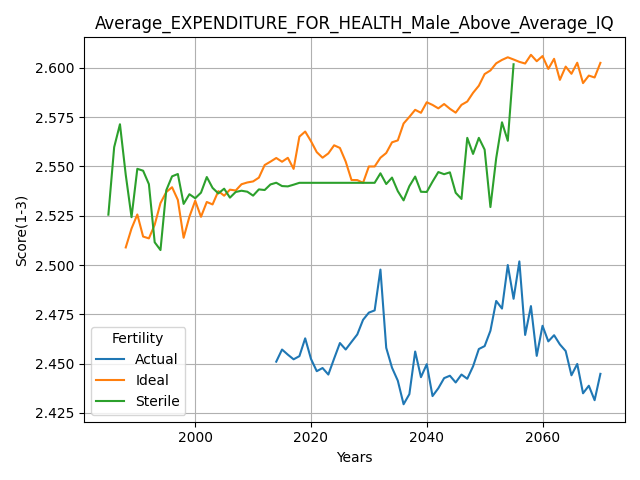 Average_EXPENDITURE_FOR_HEALTH_Male_Above_Average_IQ
Score(1-3)
2.600
2.575
2.550
2.525
2.500
2.475
2.450
2.425
Fertility
Actual
Ideal
Sterile
2000
2020
2040
2060
Years